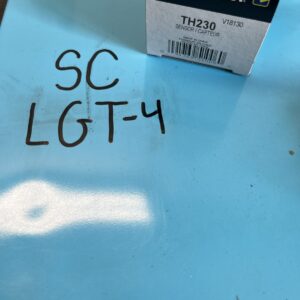 TH230 V18130
SENSOR / CAPTEUR
SC
LGT-4